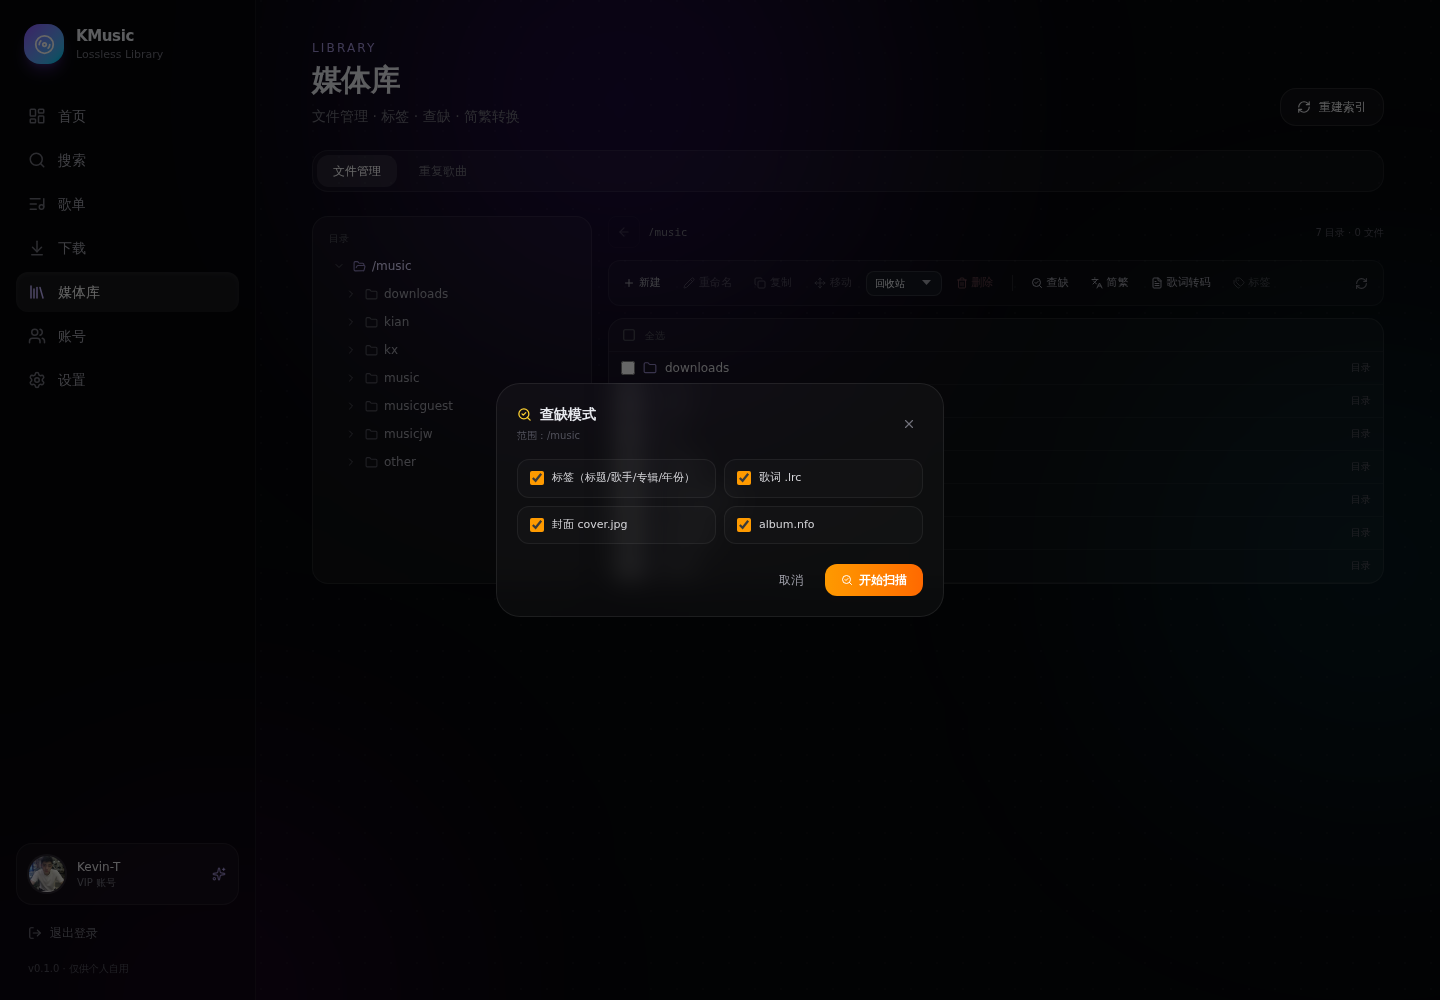 KMusic
Lossless Library
首页
搜索
歌单
下载
媒体库
账号
设置
Kevin-T
VIP 账号
退出登录
v0.1.0 · 仅供个人自用
LIBRARY
媒体库
文件管理 · 标签 · 查缺 · 简繁转换
重建索引
文件管理 重复歌曲
目录
/music
downloads
kian
kx
music
musicguest
musicjw
other
/music 7 目录 · 0 文件
新建 重命名 复制 移动 回收站 删除 查缺 简繁 歌词转码 标签
全选
downloads 目录
目录
目录
目录
目录
目录
目录
查缺模式
范围：/music
标签（标题/歌手/专辑/年份） 歌词 .lrc
封面 cover.jpg album.nfo
取消 开始扫描